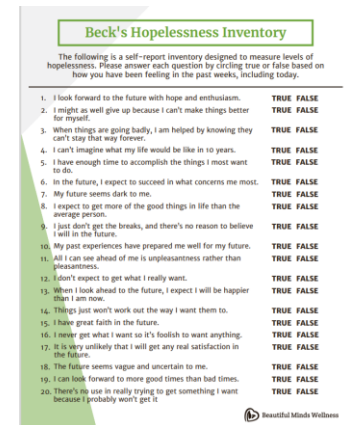 Beck's Hopelessness Inventory
The following is a self-report inventory designed to measure levels of
hopelessness. Please answer each question by circling true or false based on
how you have been feeling in the past weeks, including today.
1. I look forward to the future with hope and enthusiasm. TRUE FALSE
2. I might as well give up because I can't make things better TRUE FALSE
for myself.
3. When things are going badly, I am helped by knowing they TRUE FALSE
can't stay that way forever.
4. I can't imagine what my life would be like in 10 years. TRUE FALSE
5. I have enough time to accomplish the things I most want TRUE FALSE
to do.
6. In the future, I expect to succeed in what concerns me most. TRUE FALSE
7. My future seems dark to me. TRUE FALSE
8. I expect to get more of the good things in life than the TRUE FALSE
average person.
9. I just don't get the breaks, and there's no reason to believe TRUE FALSE
I will in the future.
10. My past experiences have prepared me well for my future. TRUE FALSE
11. All I can see ahead of me is unpleasantness rather than TRUE FALSE
pleasantness.
12. I don't expect to get what I really want. TRUE FALSE
13. When I look ahead to the future, I expect I will be happier TRUE FALSE
than I am now.
14. Things just won't work out the way I want them to. TRUE FALSE
15. I have great faith in the future. TRUE FALSE
16. I never get what I want so it's foolish to want anything. TRUE FALSE
17. It is very unlikely that I will get any real satisfaction in TRUE FALSE
the future.
18. The future seems vague and uncertain to me. TRUE FALSE
19. I can look forward to more good times than bad times. TRUE FALSE
20. There's no use in really trying to get something I want TRUE FALSE
because I probably won't get it
Beautiful Minds Wellness